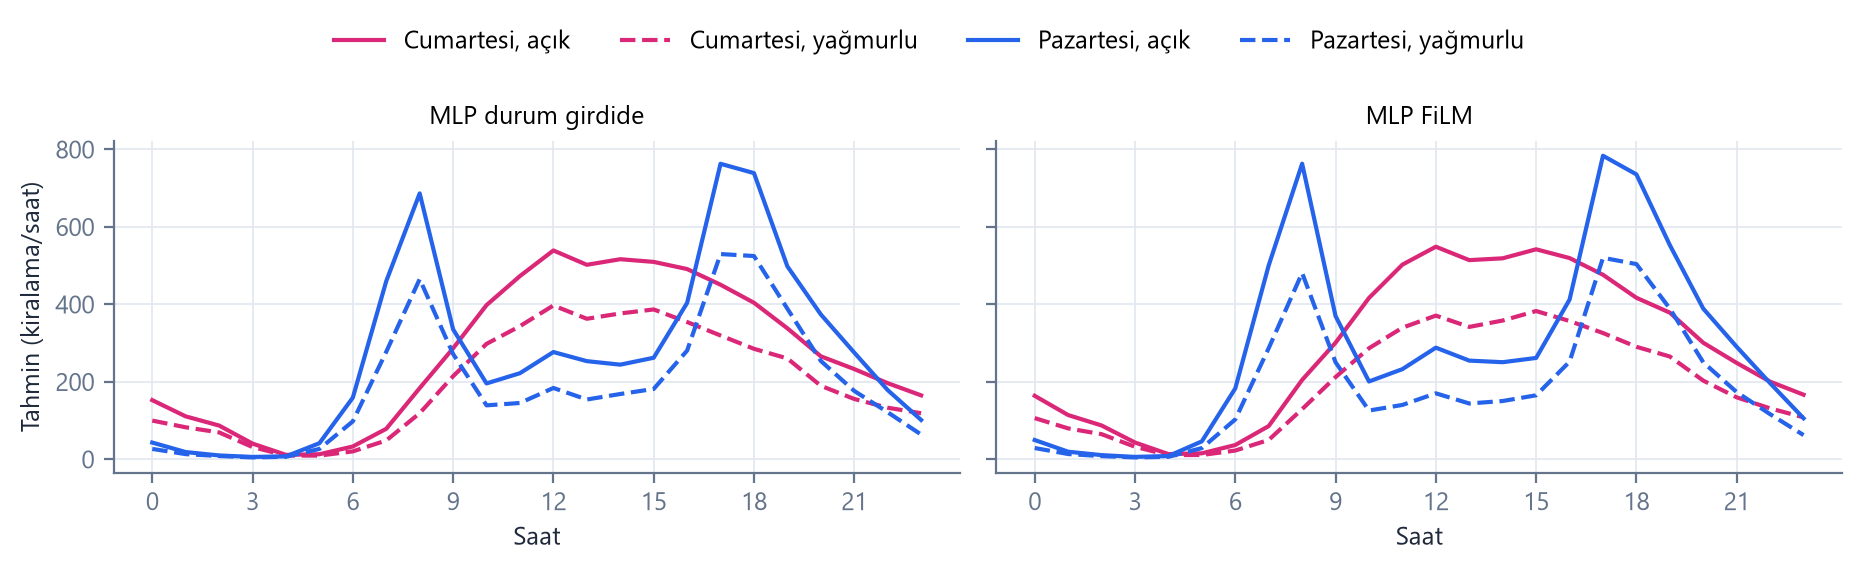 Cumartesi, açık
Cumartesi, yağmurlu
Pazartesi, açık
Pazartesi, yağmurlu
MLP durum girdide
MLP FiLM
Tahmin (kiralama/saat)
800
600
400
200
0
0 3 6 9 12 15 18 21
0 3 6 9 12 15 18 21
Saat
Saat